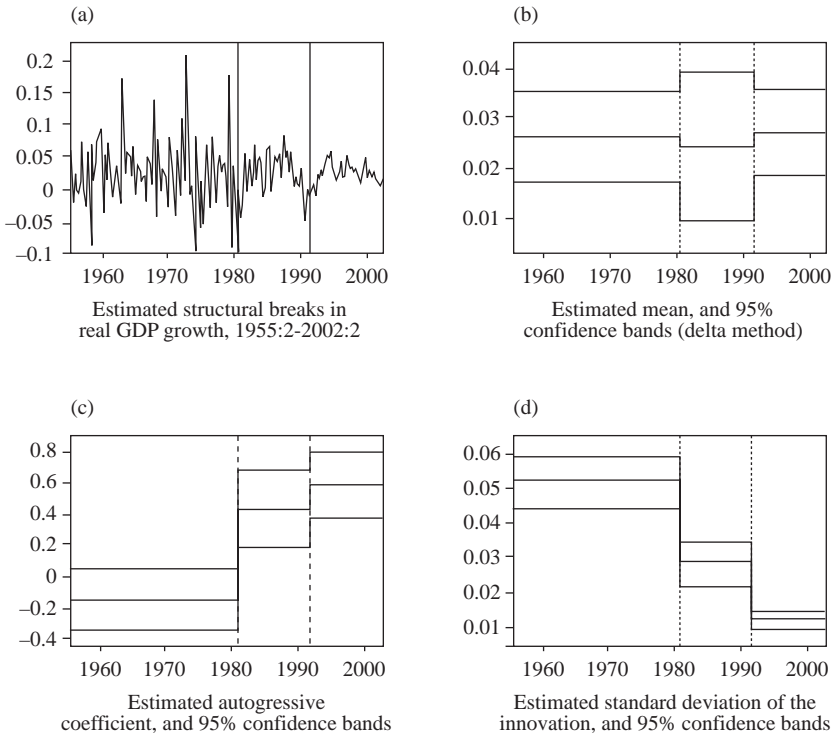 (a)
0.2
0.15
0.1
0.05
0
−0.05
−0.1
1960 1970 1980 1990 2000
Estimated structural breaks in
real GDP growth, 1955:2-2002:2
(b)
0.04
0.03
0.02
0.01
1960 1970 1980 1990 2000
Estimated mean, and 95%
confidence bands (delta method)
(c)
0.8
0.6
0.4
0.2
0
−0.2
−0.4
1960 1970 1980 1990 2000
Estimated autogressive
coefficient, and 95% confidence bands
(d)
0.06
0.05
0.04
0.03
0.02
0.01
1960 1970 1980 1990 2000
Estimated standard deviation of the
innovation, and 95% confidence bands